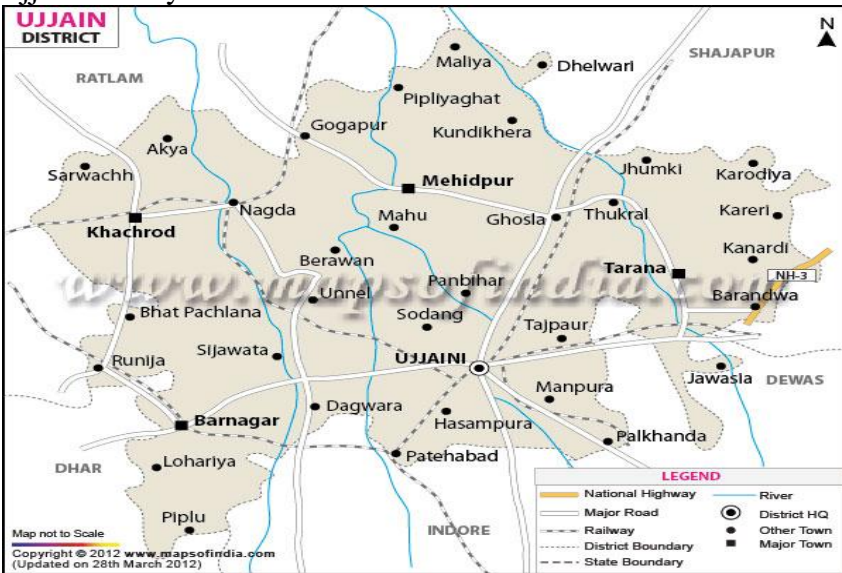 UJJAIN
DISTRICT
N
RATLAM
SHAJAPUR
Maliya
Dhelwari
Pipliyaghat
Gogapur
Kundikhera
Akya
Sarwachh
Jhumki
Karodiya
Mehidpur
Nagda
Mahu
Ghosla
Thukral
Kareri
Khachrod
Berawan
Kanardi
Tarana
NH-3
www.mapsofindia.com
Unnel
Panbihar
Barandwa
Bhat Pachlana
Sodang
Tajpaur
Sijawata
UJJAINI
Runija
Jawasia
DEWAS
Manpura
Dagwara
Hasampura
Barnagar
Palkhanda
Patehabad
DHAR
Lohariya
Piplu
INDORE
LEGEND
National Highway
River
Major Road
District HQ
Railway
Other Town
District Boundary
Major Town
State Boundary
Map not to Scale
Copyright © 2012 www.mapsofindia.com
(Updated on 28th March 2012)